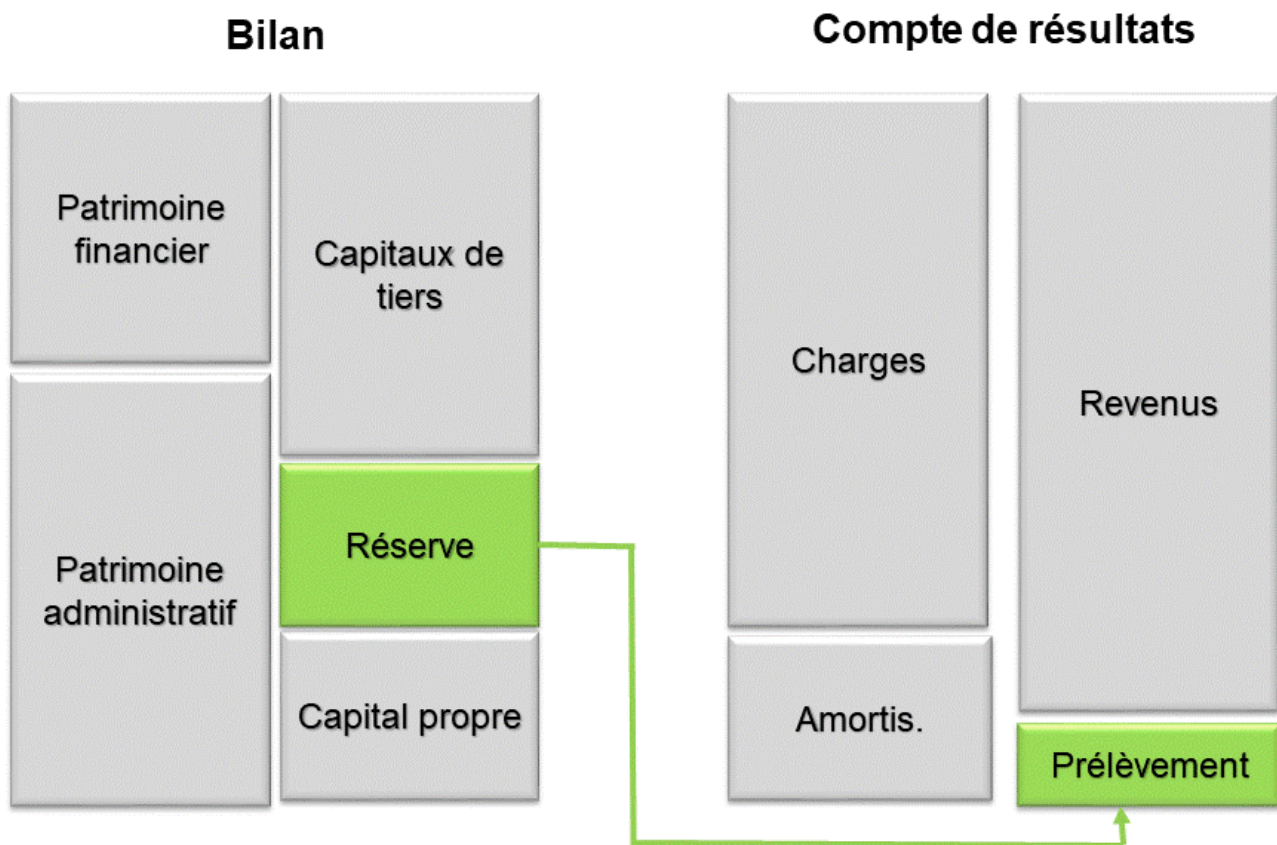 Bilan
Compte de résultats
Patrimoine
financier
Capitaux de
tiers
Patrimoine
administratif
Réserve
Capital propre
Charges
Amortis.
Revenus
Prélèvement